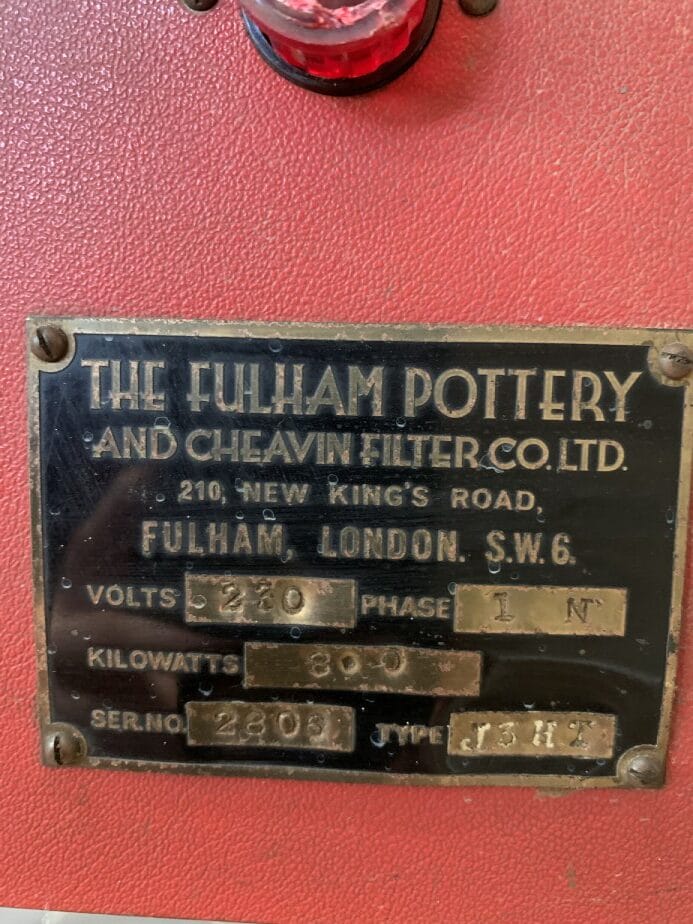 THE FULHAM POTTERY
AND CHEAVIN FILTER CO. LTD.
210, NEW KING'S ROAD,
FULHAM, LONDON. S.W.6.
VOLTS 230 PHASE 1 N
KILOWATTS
SER.NO. TYPE J3HT